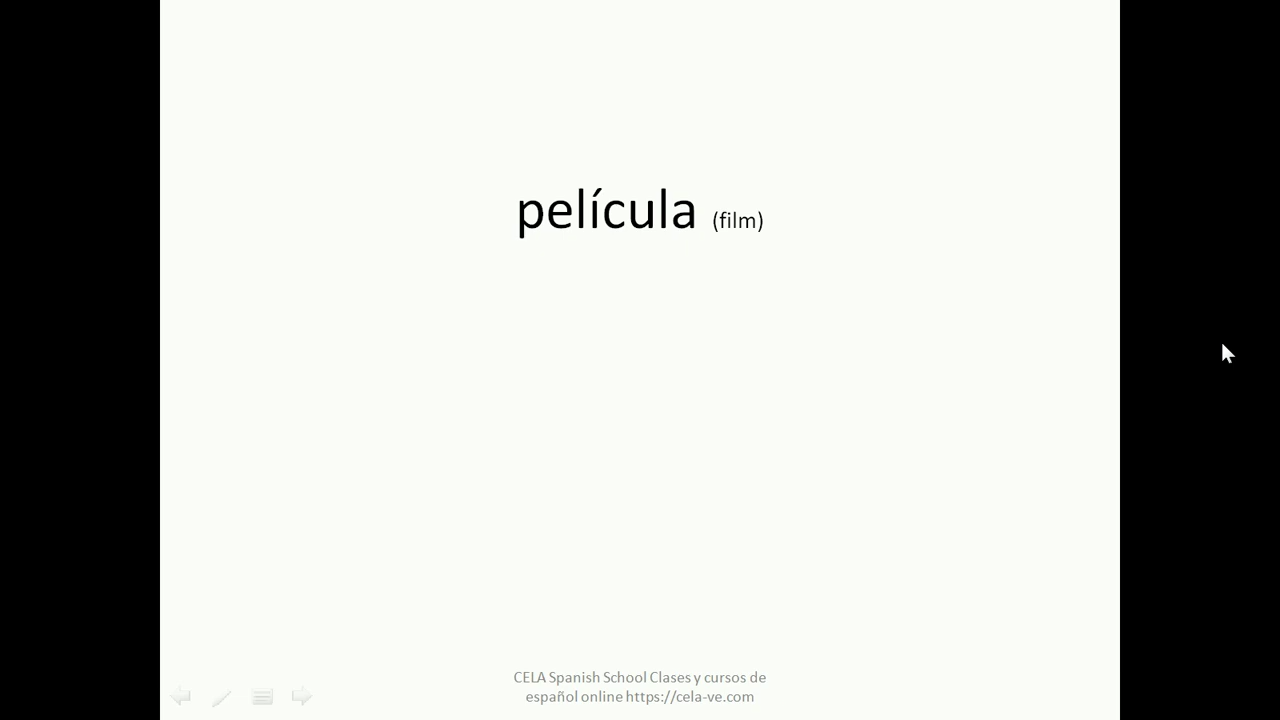 película (film)
CELA Spanish School Clases y cursos de
español online https://cela-ve.com